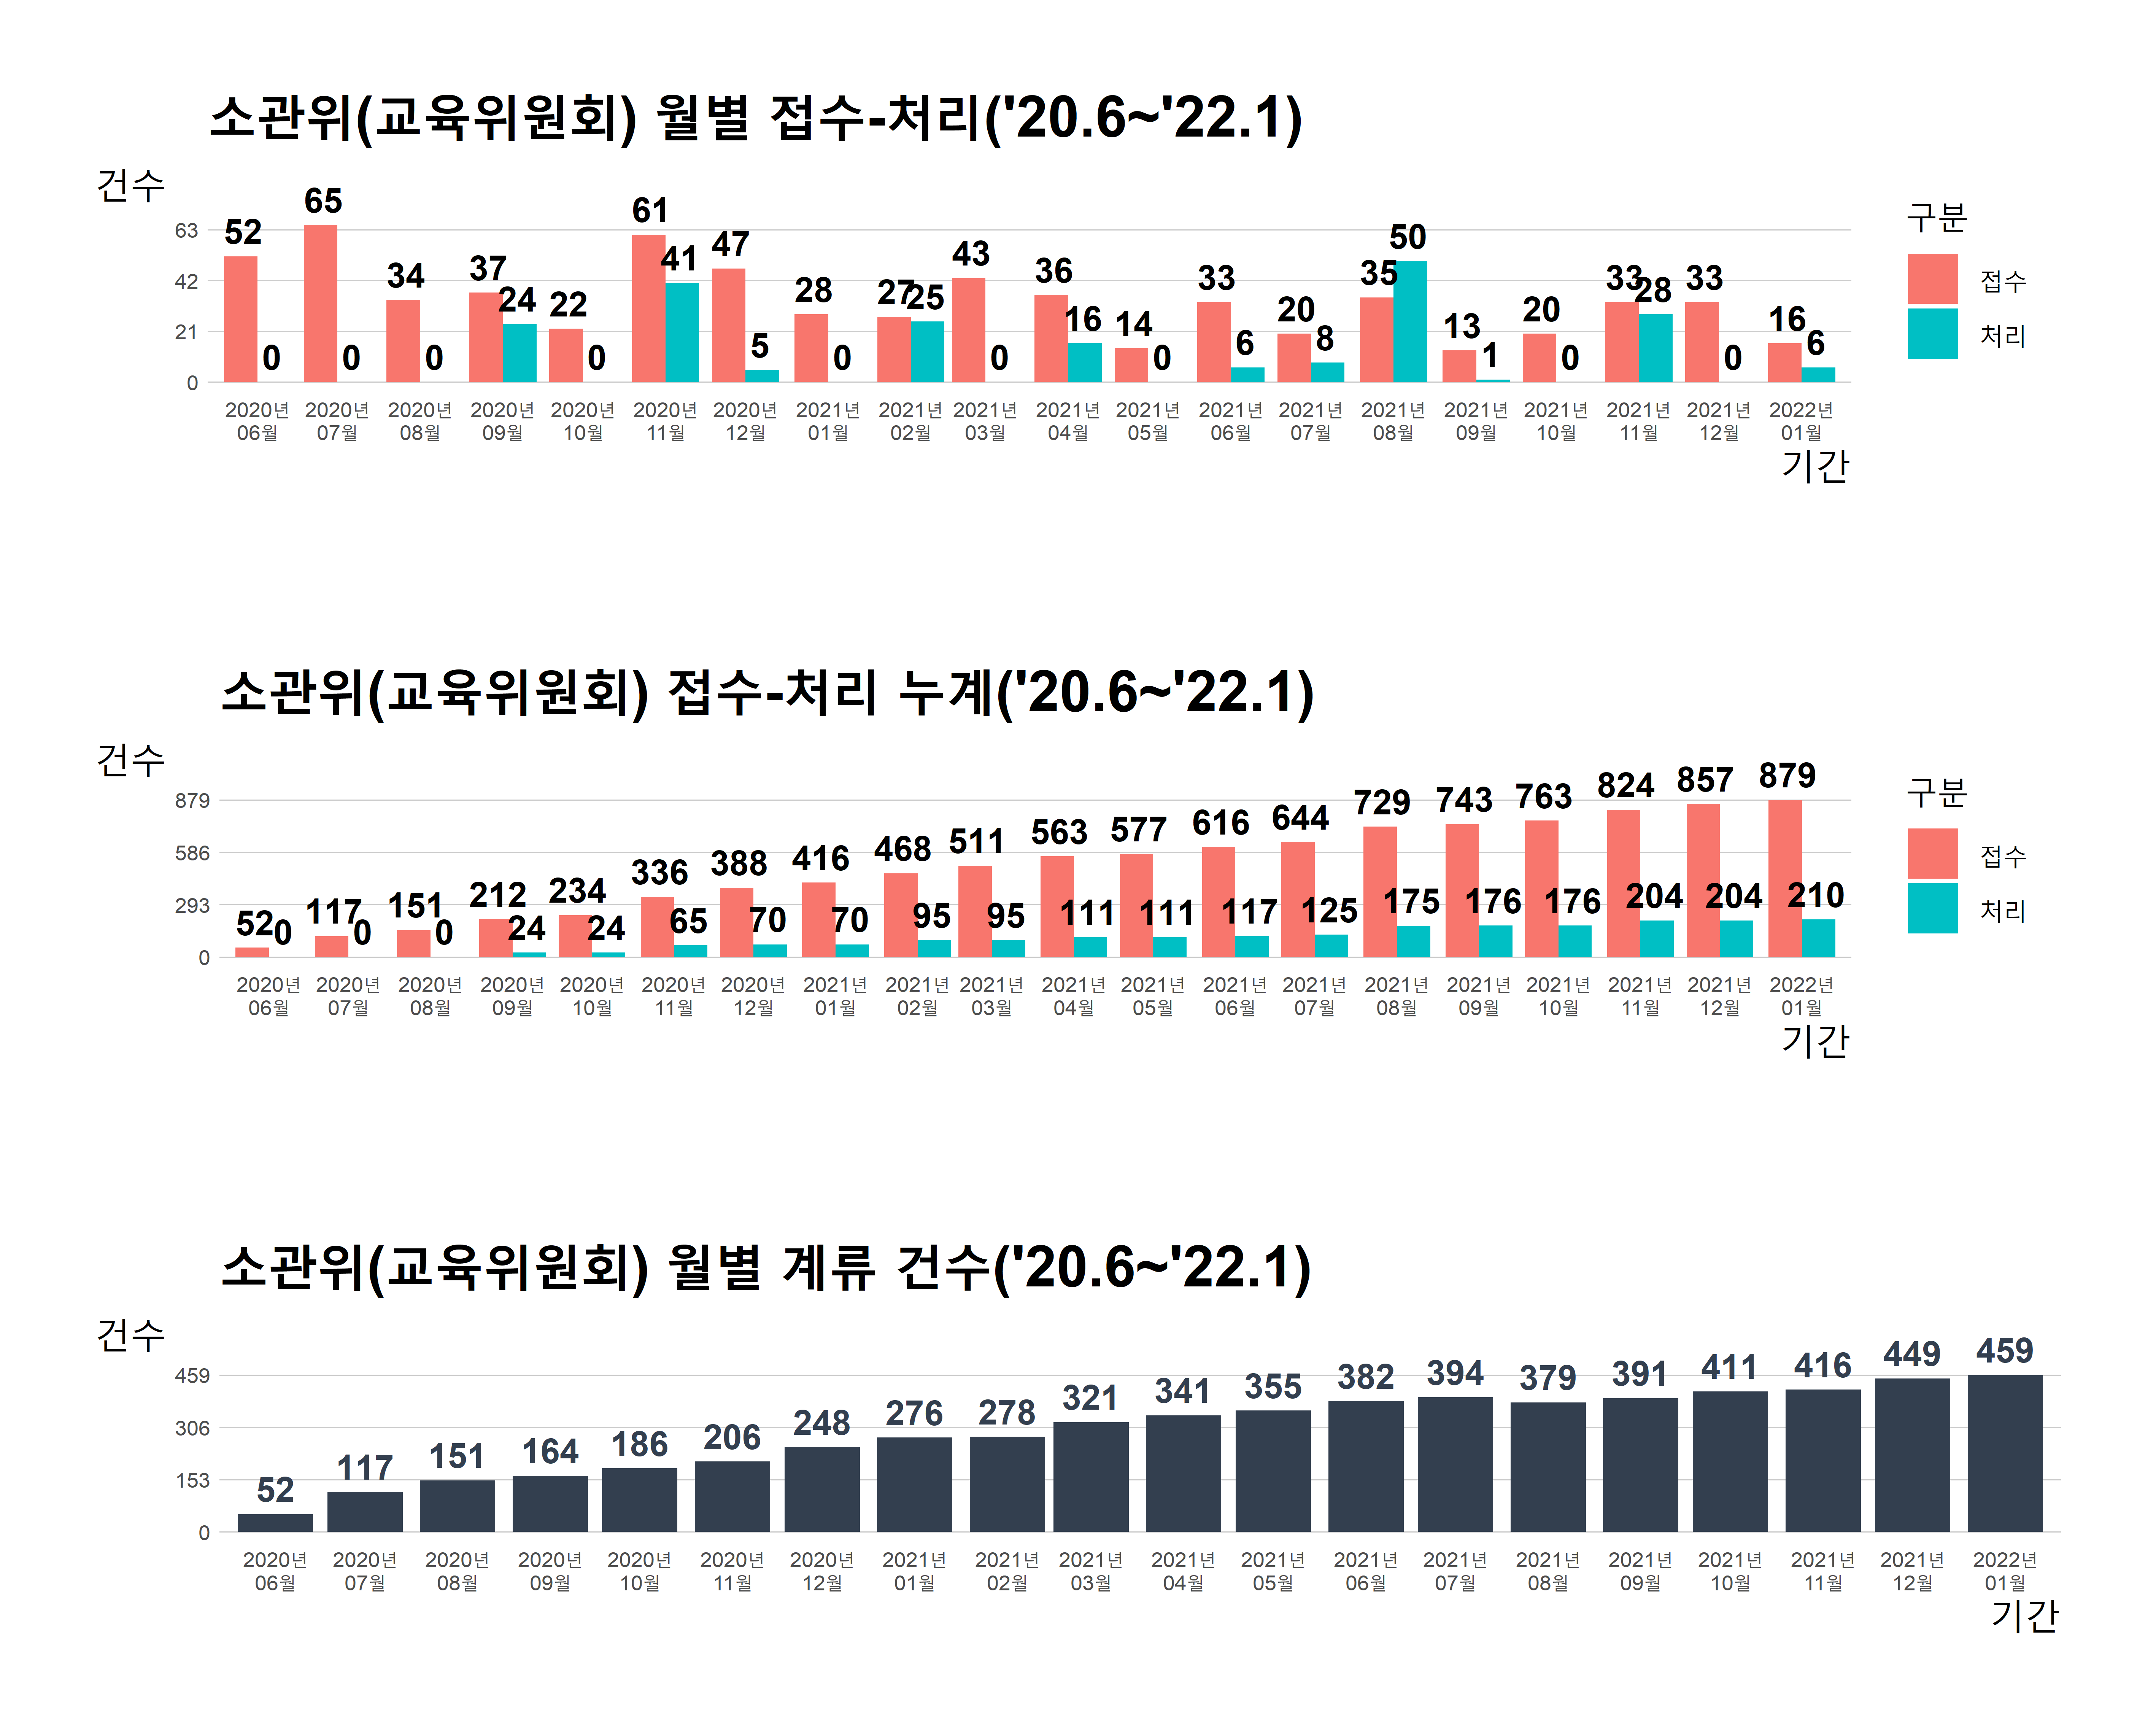 소관위(교육위원회) 월별 접수-처리('20.6~'22.1)
건수
65
61
52
50
47
43
41
37
36
35
34
33
33
33
28
28
27
25
24
22
20
20
16
16
14
13
8
6
6
5
1
0
0
0
0
0
0
0
0
0
63
42
21
0
2020년 2020년 2020년 2020년 2020년 2020년 2020년 2021년 2021년 2021년 2021년 2021년 2021년 2021년 2021년 2021년 2021년 2021년 2021년 2022년
06월 07월 08월 09월 10월 11월 12월 01월 02월 03월 04월 05월 06월 07월 08월 09월 10월 11월 12월 01월
기간
구분
접수
처리
소관위(교육위원회) 접수-처리 누계('20.6~'22.1)
건수
879
586
293
0
52 117 151 212 234 336 388 416 468 511 563 577 616 644 729 743 763 824 857 879
0 0 0 24 24 65 70 70 95 95 111 111 117 125 175 176 176 204 204 210
2020년 2020년 2020년 2020년 2020년 2020년 2020년 2021년 2021년 2021년 2021년 2021년 2021년 2021년 2021년 2021년 2021년 2021년 2021년 2022년
06월 07월 08월 09월 10월 11월 12월 01월 02월 03월 04월 05월 06월 07월 08월 09월 10월 11월 12월 01월
기간
구분
접수
처리
소관위(교육위원회) 월별 계류 건수('20.6~'22.1)
건수
459
306
153
0
52 117 151 164 186 206 248 276 278 321 341 355 382 394 379 391 411 416 449 459
2020년 2020년 2020년 2020년 2020년 2020년 2020년 2021년 2021년 2021년 2021년 2021년 2021년 2021년 2021년 2021년 2021년 2021년 2021년 2022년
06월 07월 08월 09월 10월 11월 12월 01월 02월 03월 04월 05월 06월 07월 08월 09월 10월 11월 12월 01월
기간